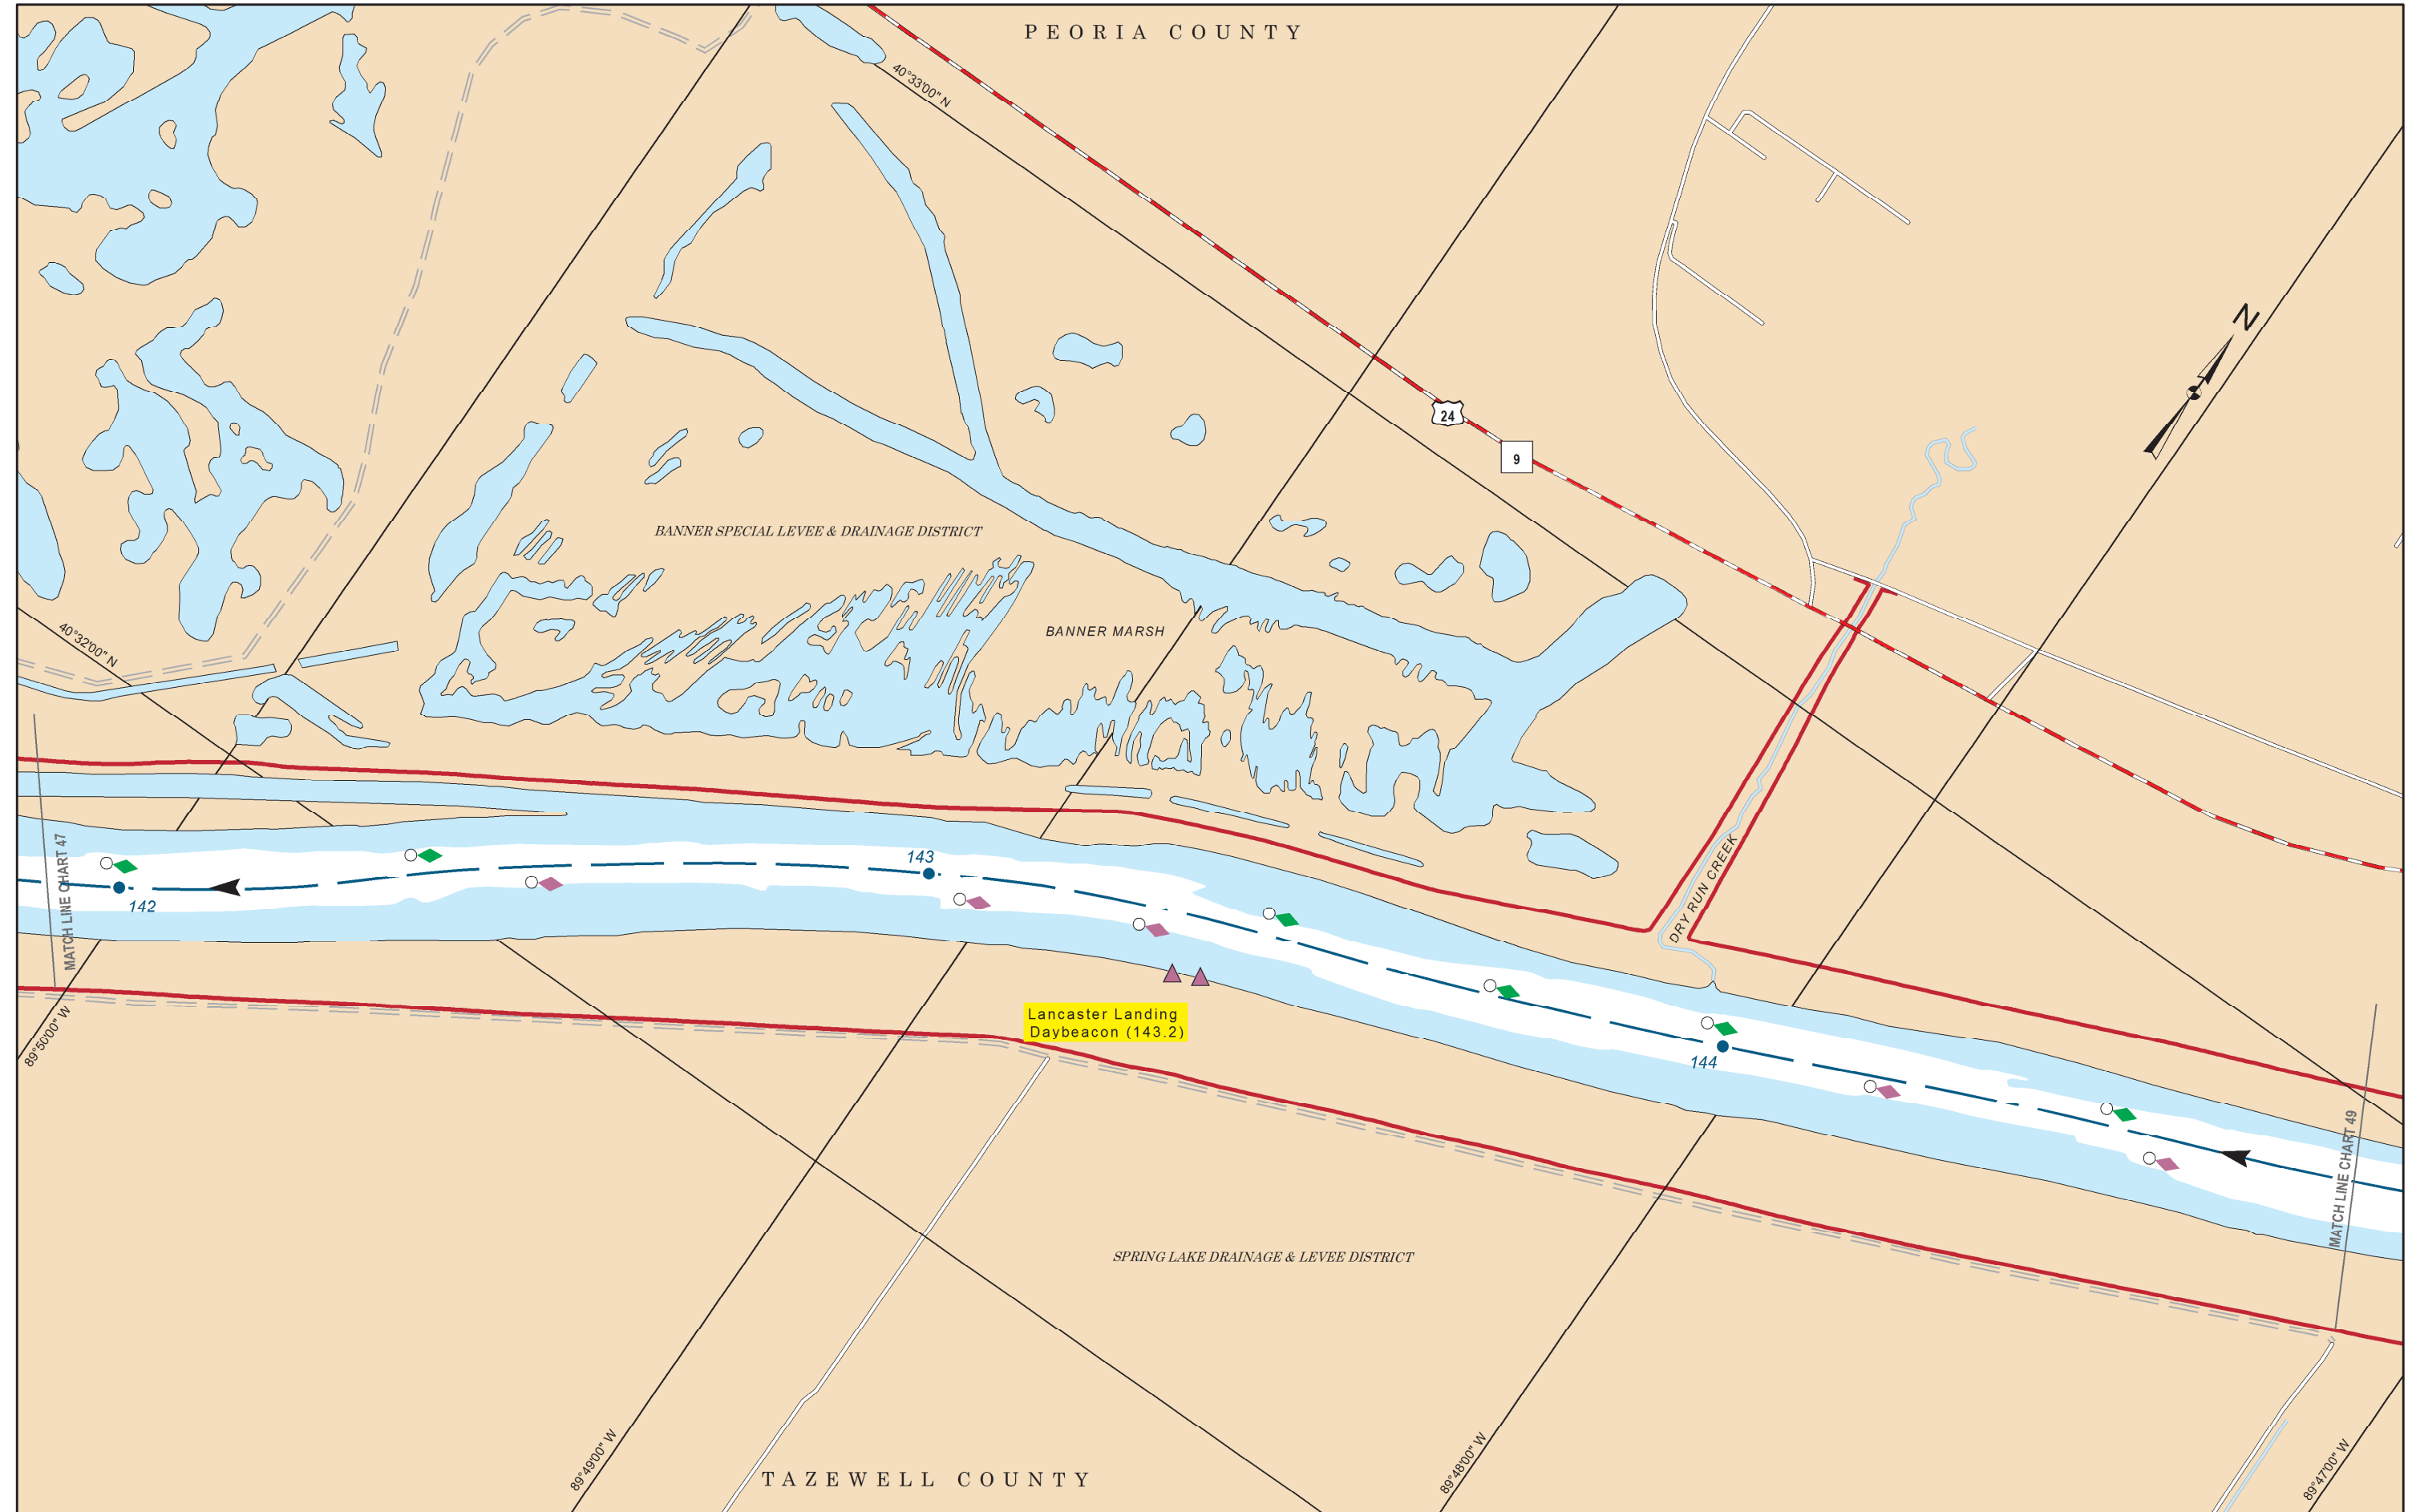 PEORIA COUNTY
40°33'00" N
N
24
9
BANNER SPECIAL LEVEE & DRAINAGE DISTRICT
BANNER MARSH
40°32'00" N
MATCH LINE CHART 47
143
142
DRY RUN CREEK
Lancaster Landing
Daybeacon (143.2)
89°50'00" W
144
MATCH LINE CHART 49
SPRING LAKE DRAINAGE & LEVEE DISTRICT
89°49'00" W
89°48'00" W
89°47'00" W
TAZEWELL COUNTY